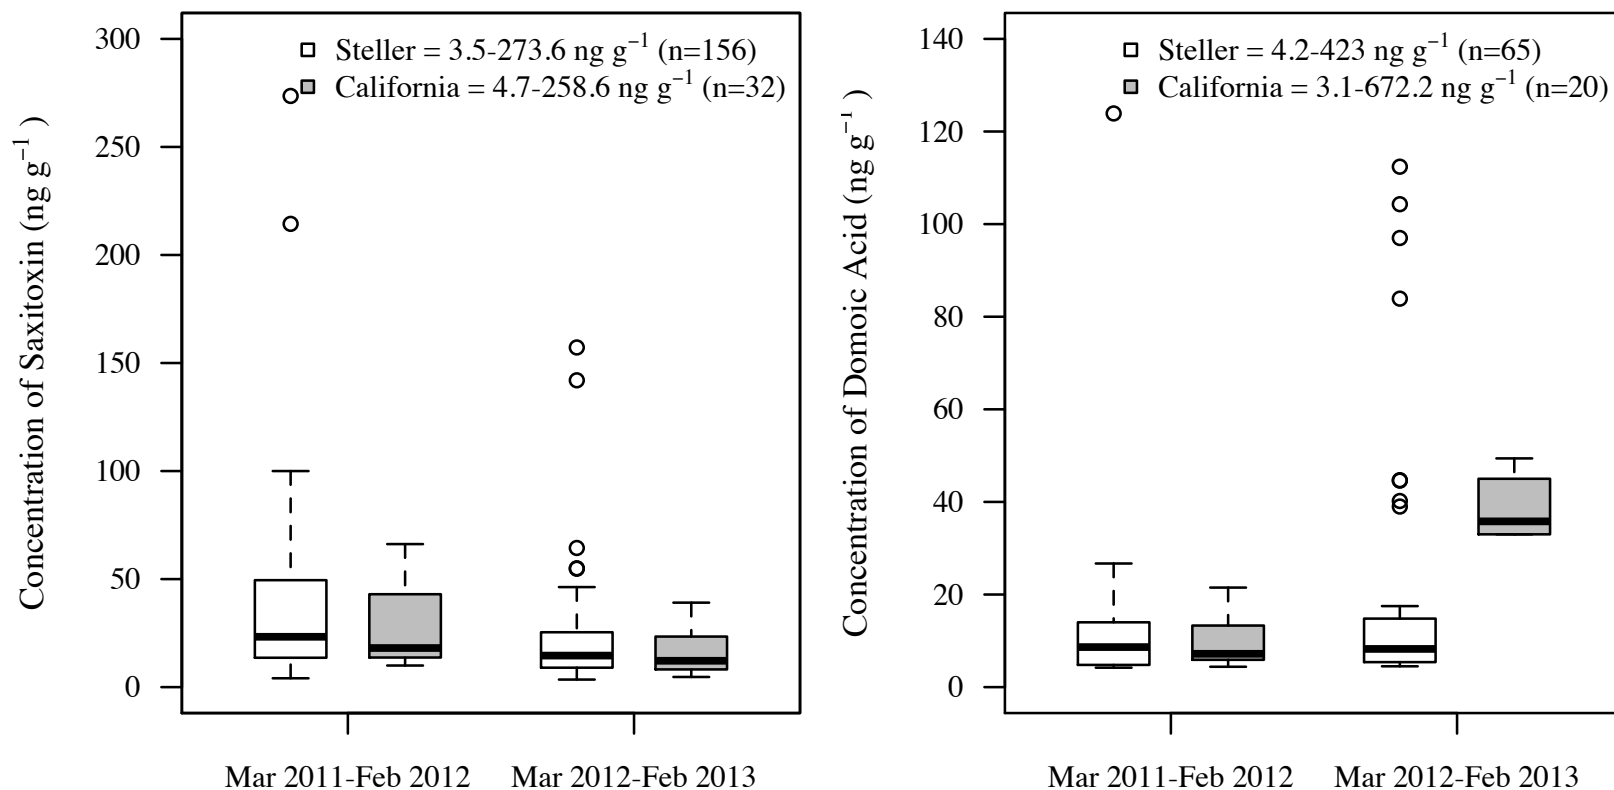 Steller = 3.5-273.6 ng g⁻¹ (n=156)
California = 4.7-258.6 ng g⁻¹ (n=32)
Concentration of Saxitoxin (ng g⁻¹ )
300
250
200
150
100
50
0
Mar 2011-Feb 2012
Mar 2012-Feb 2013
Steller = 4.2-423 ng g⁻¹ (n=65)
California = 3.1-672.2 ng g⁻¹ (n=20)
Concentration of Domoic Acid (ng g⁻¹ )
140
120
100
80
60
40
20
0
Mar 2011-Feb 2012
Mar 2012-Feb 2013